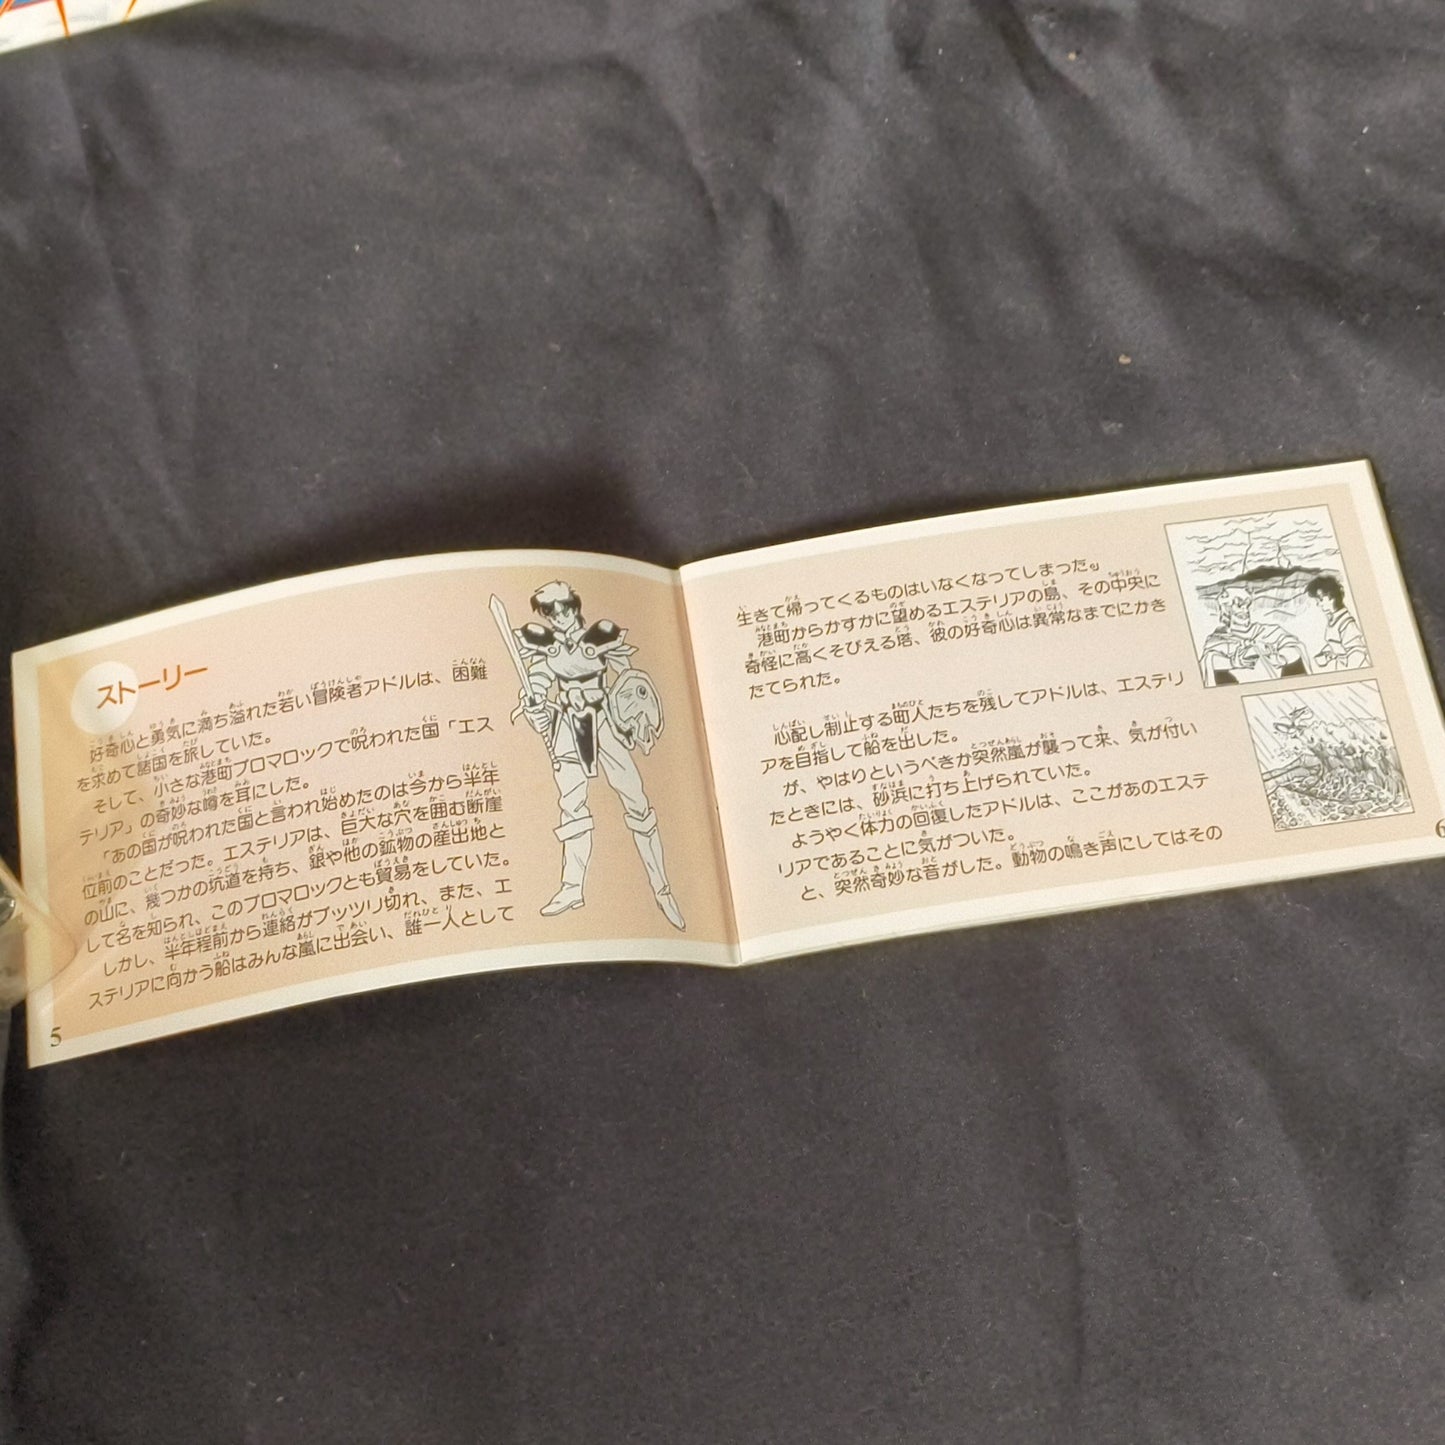 ストーリー
好奇心と勇気に満ち溢れた若い冒険者アドルは、困難
を求めて諸国を旅していた。
そして、小さな港町プロマロックで呪われた国「エス
テリア」の奇妙な噂を耳にした。
「あの国が呪われた国と言われ始めたのは今から半年
位前のことだった。エステリアは、巨大な穴を囲む断崖
の山に、幾つかの坑道を持ち、銀や他の鉱物の産出地と
して名を知られ、このプロマロックとも貿易をしていた。
しかし、半年程前から連絡がプッツリ切れ、また、エ
ステリアに向かう船はみんな嵐に出会い、誰一人として
5
生きて帰ってくるものはいなくなってしまった。」
港町からかすかに望めるエステリアの島、その中央に
奇怪に高くそびえる塔、彼の好奇心は異常なまでにかき
たてられた。
心配し制止する町人たちを残してアドルは、エステリ
アを目指して船を出した。
が、やはりというべきか突然嵐が襲って来、気が付い
たときには、砂浜に打ち上げられていた。
ようやく体力の回復したアドルは、ここがあのエステ
リアであることに気がついた。
と、突然奇妙な音がした。動物の鳴き声にしてはその
6